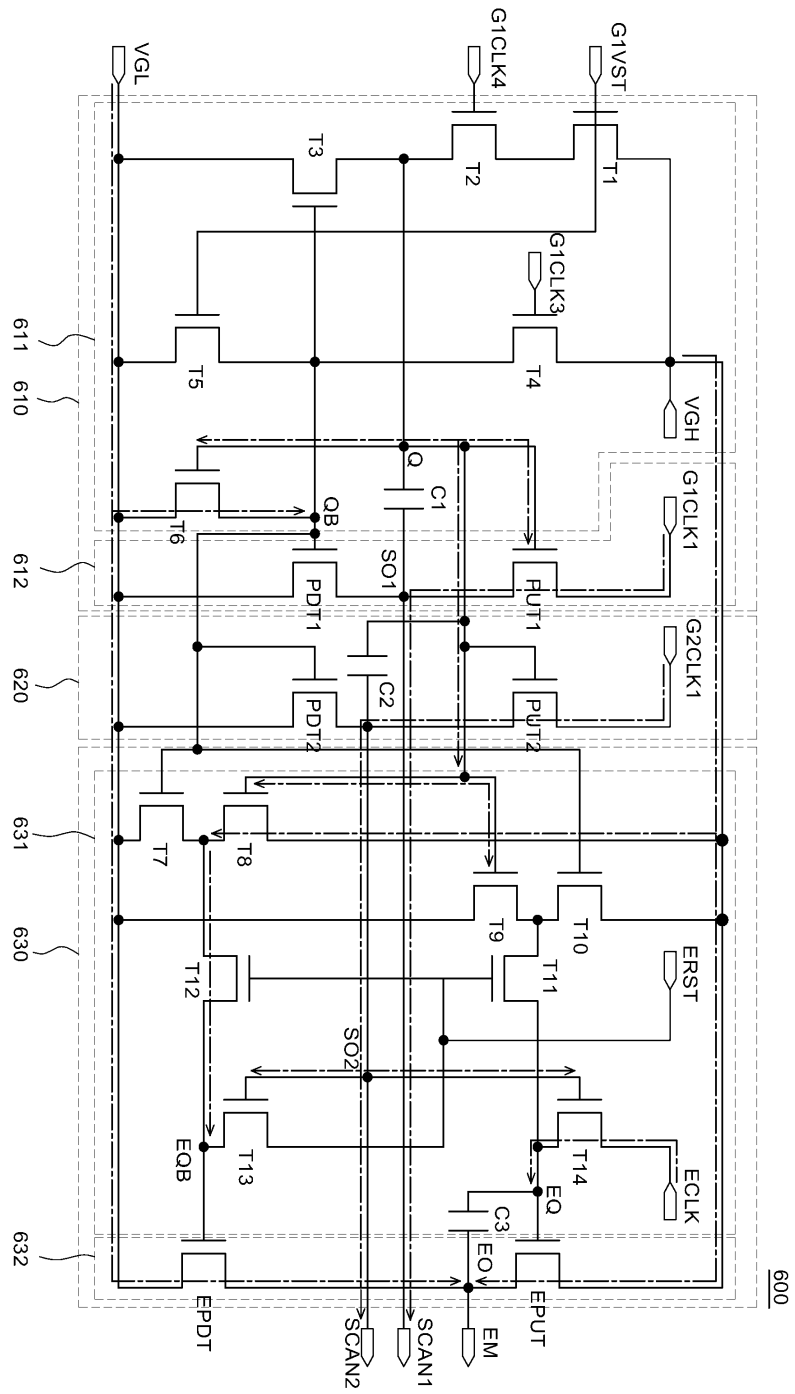 600
VGH
G1CLK1
G2CLK1
ERST
ECLK
G1VST
T1
G1CLK3
T4
PUT1
PUT2
T10
T11
T14
EPUT
G1CLK4
T2
T9
EQ
C3
EO
EM
Q
C1
SO1
SCAN1
C2
SO2
SCAN2
T3
QB
PDT1
PDT2
T8
T12
T13
EQB
EPDT
T5
T6
T7
VGL
611
610
612
620
631
630
632